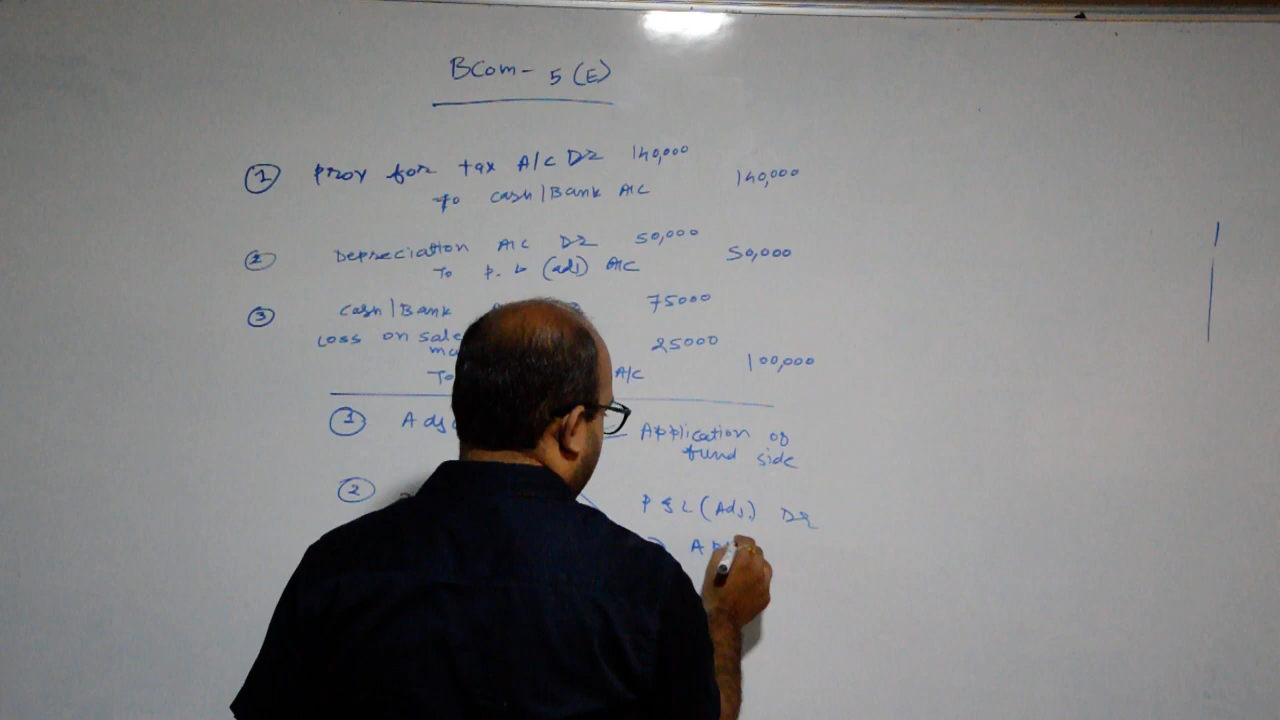 BCom- 5 (E)
① Prov for tax A/C DR 140,000
To cash/Bank A/C 140,000
② Depreciation A/C DR 50,000
To P. L (adj) A/C 50,000
③ cash/Bank 75000
Loss on sale 25000
To A/C 100,000
① Application of
fund side
② P & L (Adj.) DR